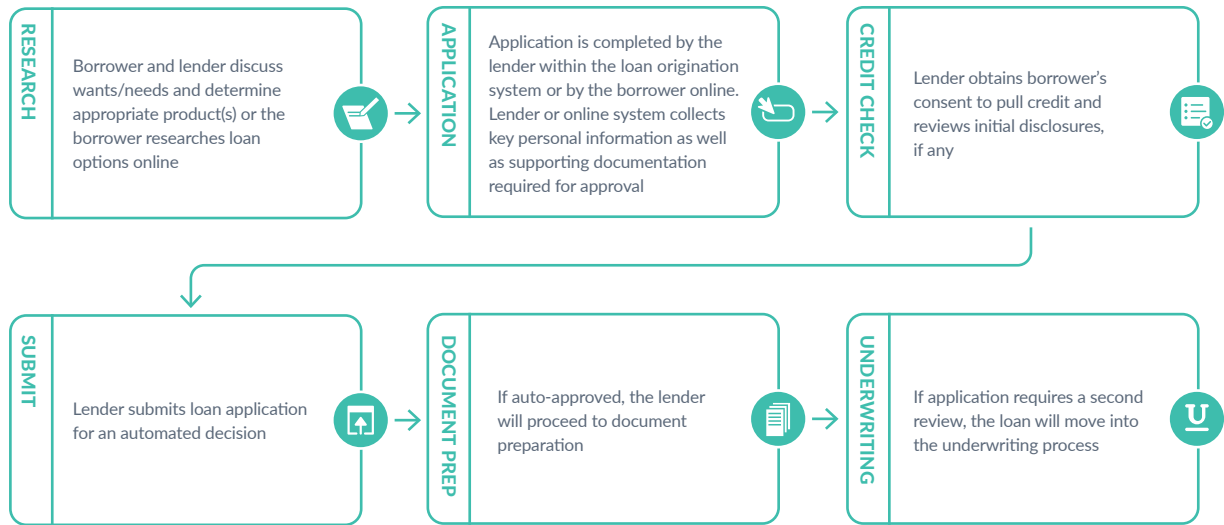 RESEARCH
Borrower and lender discuss
wants/needs and determine
appropriate product(s) or the
borrower researches loan
options online
APPLICATION
Application is completed by the
lender within the loan origination
system or by the borrower online.
Lender or online system collects
key personal information as well
as supporting documentation
required for approval
CREDIT CHECK
Lender obtains borrower's
consent to pull credit and
reviews initial disclosures,
if any
SUBMIT
Lender submits loan application
for an automated decision
DOCUMENT PREP
If auto-approved, the lender
will proceed to document
preparation
UNDERWRITING
If application requires a second
review, the loan will move into
the underwriting process
U